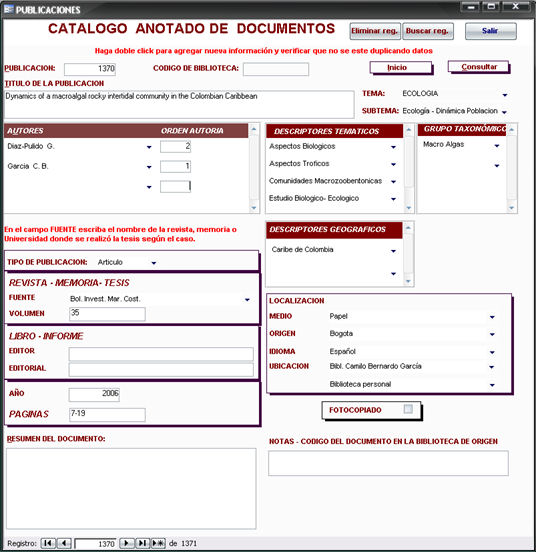 PUBLICACIONES
CATALOGO ANOTADO DE DOCUMENTOS
Eliminar reg. Buscar reg. Salir
Haga doble click para agregar nueva información y verificar que no se este duplicando datos
PUBLICACION: 1370 CODIGO DE BIBLIOTECA: Inicio Consultar
TITULO DE LA PUBLICACION
Dynamics of a macroalgal rocky intertidal community in the Colombian Caribbean
TEMA: ECOLOGIA
SUBTEMA: Ecología - Dinámica Poblacion
AUTORES ORDEN AUTORIA
Diaz-Pulido G. 2
Garcia C. B. 1
DESCRIPTORES TEMATICOS
Aspectos Biologicos
Aspectos Troficos
Comunidades Macrozoobentonicas
Estudio Biologico- Ecologico
GRUPO TAXONÓMICO
Macro Algas
En el campo FUENTE escriba el nombre de la revista, memoria o
Universidad donde se realizó la tesis según el caso.
DESCRIPTORES GEOGRAFICOS
Caribe de Colombia
TIPO DE PUBLICACION: Articulo
REVISTA - MEMORIA- TESIS
FUENTE Bol. Invest. Mar. Cost.
VOLUMEN 35
LIBRO - INFORME
EDITOR
EDITORIAL
AÑO 2006
PAGINAS 7-19
LOCALIZACION
MEDIO Papel
ORIGEN Bogota
IDIOMA Español
UBICACION Bibl. Camilo Bernardo García
Biblioteca personal
FOTOCOPIADO
RESUMEN DEL DOCUMENTO:
NOTAS - CODIGO DEL DOCUMENTO EN LA BIBLIOTECA DE ORIGEN
Registro: 1370 de 1371